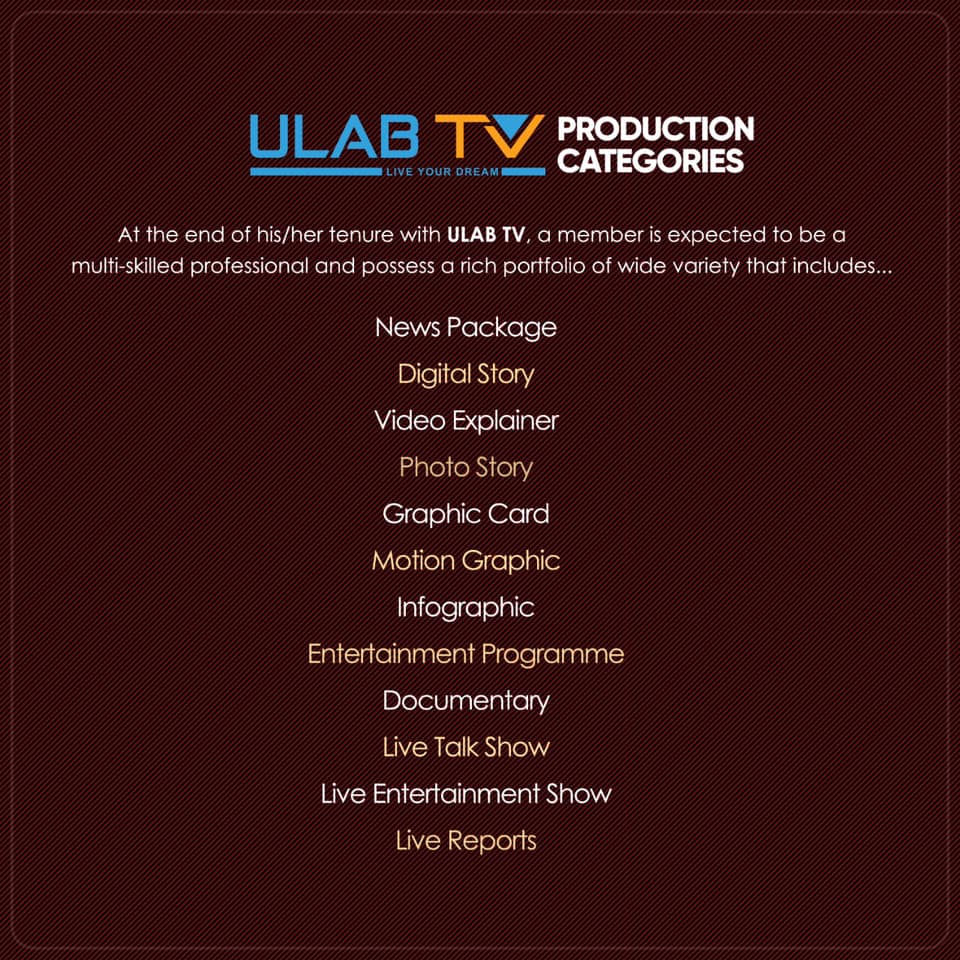 ULAB TV PRODUCTION
CATEGORIES
LIVE YOUR DREAM
At the end of his/her tenure with ULAB TV, a member is expected to be a
multi-skilled professional and possess a rich portfolio of wide variety that includes...
News Package
Digital Story
Video Explainer
Photo Story
Graphic Card
Motion Graphic
Infographic
Entertainment Programme
Documentary
Live Talk Show
Live Entertainment Show
Live Reports